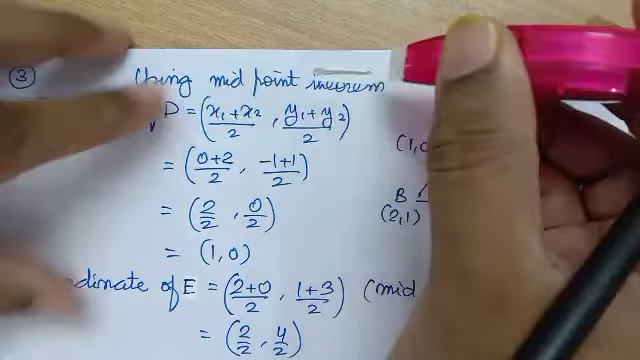 ③
Using mid point theorem
D = (x₁+x₂/2 , y₁+y₂/2)
= (0+2/2 , -1+1/2)
(1,0
= (2/2 , 0/2)
B
(2,1)
= (1,0)
dinate of E = (2+0/2 , 1+3/2) (mid
= (2/2 , 4/2)